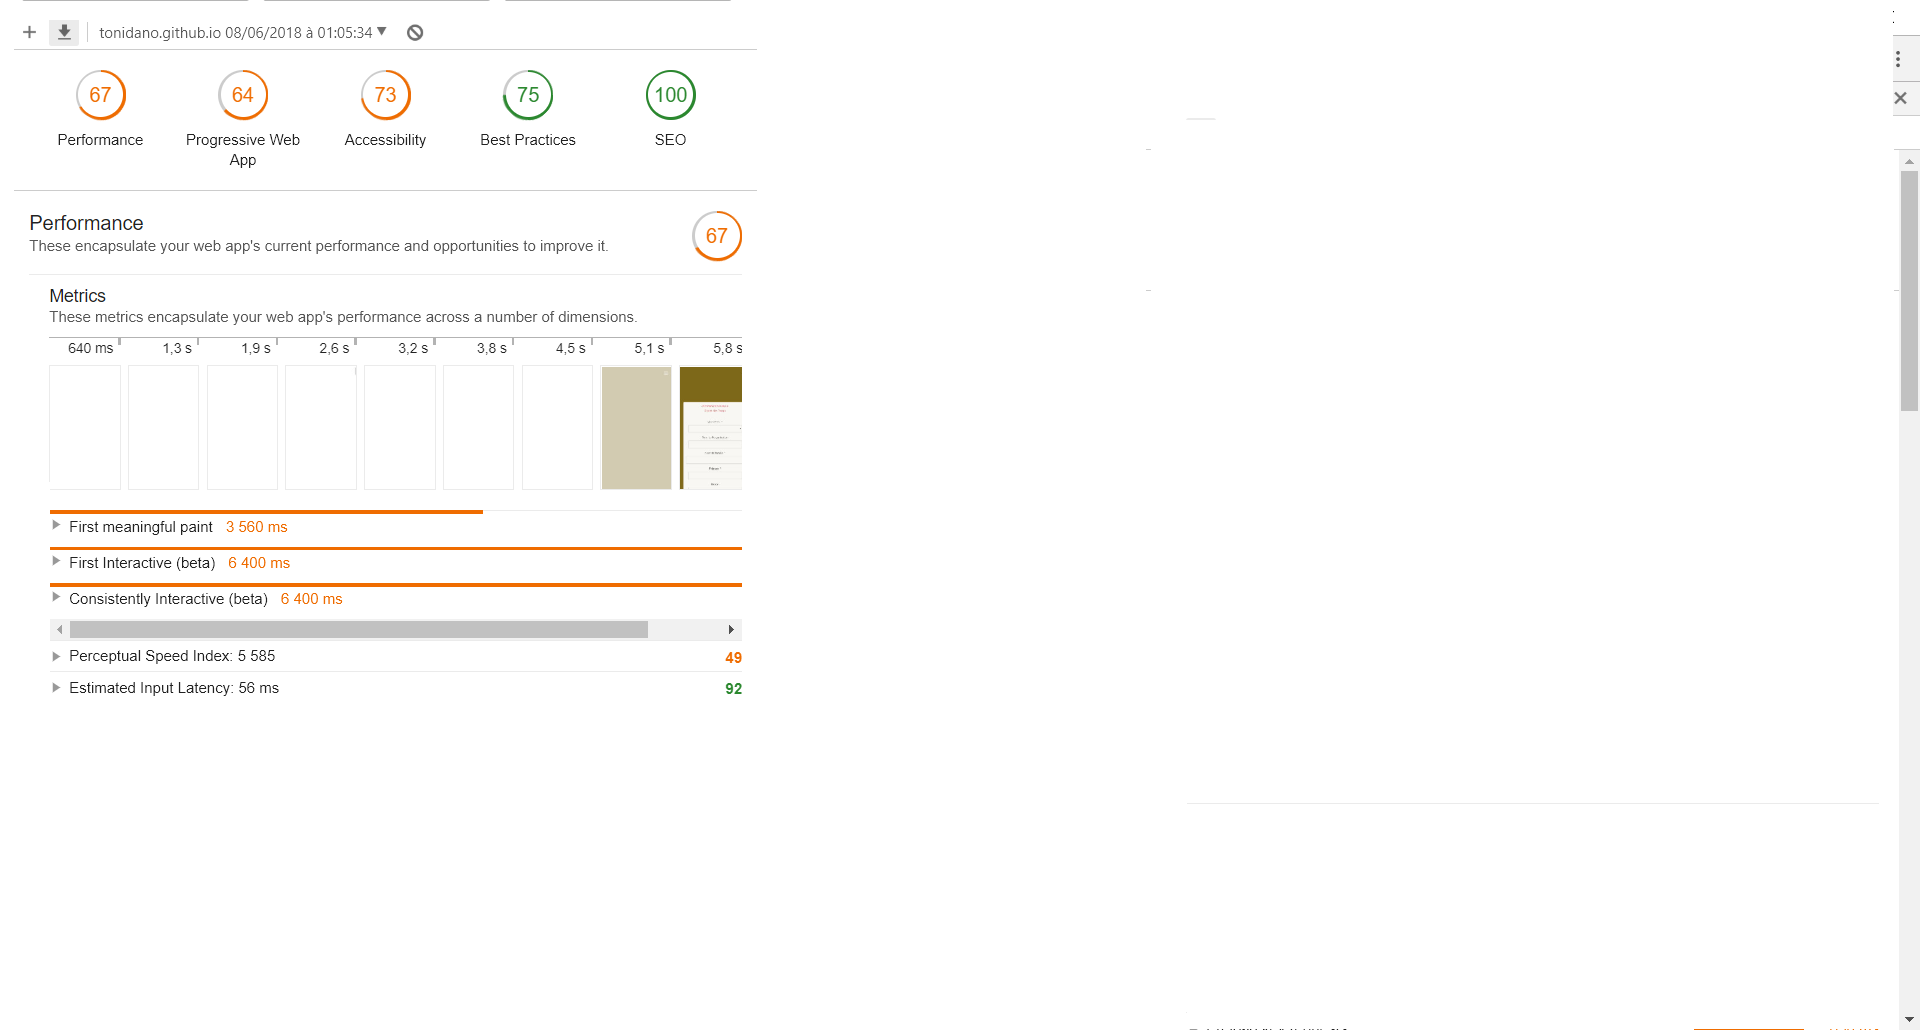 tonidano.github.io 08/06/2018 à 01:05:34
67 64 73 75 100
Performance Progressive Web App Accessibility Best Practices SEO
Performance
These encapsulate your web app's current performance and opportunities to improve it.
67
Metrics
These metrics encapsulate your web app's performance across a number of dimensions.
640 ms 1,3 s 1,9 s 2,6 s 3,2 s 3,8 s 4,5 s 5,1 s 5,8 s
First meaningful paint 3 560 ms
First Interactive (beta) 6 400 ms
Consistently Interactive (beta) 6 400 ms
Perceptual Speed Index: 5 585 49
Estimated Input Latency: 56 ms 92